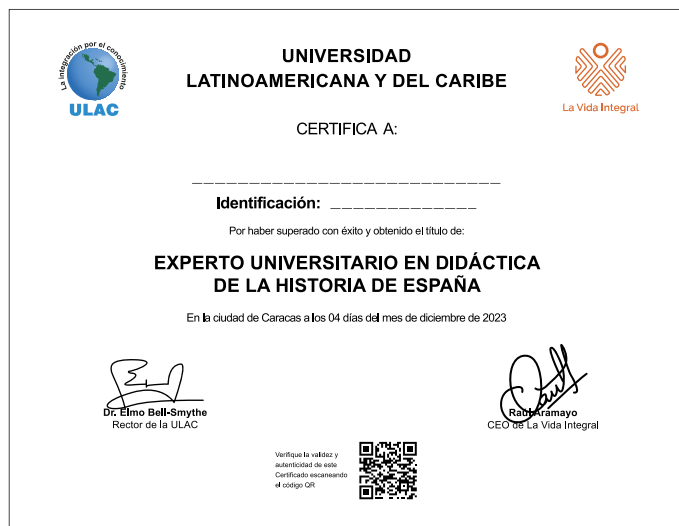 La integración por el conocimiento
ULAC
UNIVERSIDAD
LATINOAMERICANA Y DEL CARIBE
La Vida Integral
CERTIFICA A:
Identificación:
Por haber superado con éxito y obtenido el título de:
EXPERTO UNIVERSITARIO EN DIDÁCTICA
DE LA HISTORIA DE ESPAÑA
En la ciudad de Caracas a los 04 días del mes de diciembre de 2023
Dr. Elmo Bell-Smythe
Rector de la ULAC
Raúl Aramayo
CEO de La Vida Integral
Verifique la validez y
autenticidad de este
Certificado escaneando
el código QR